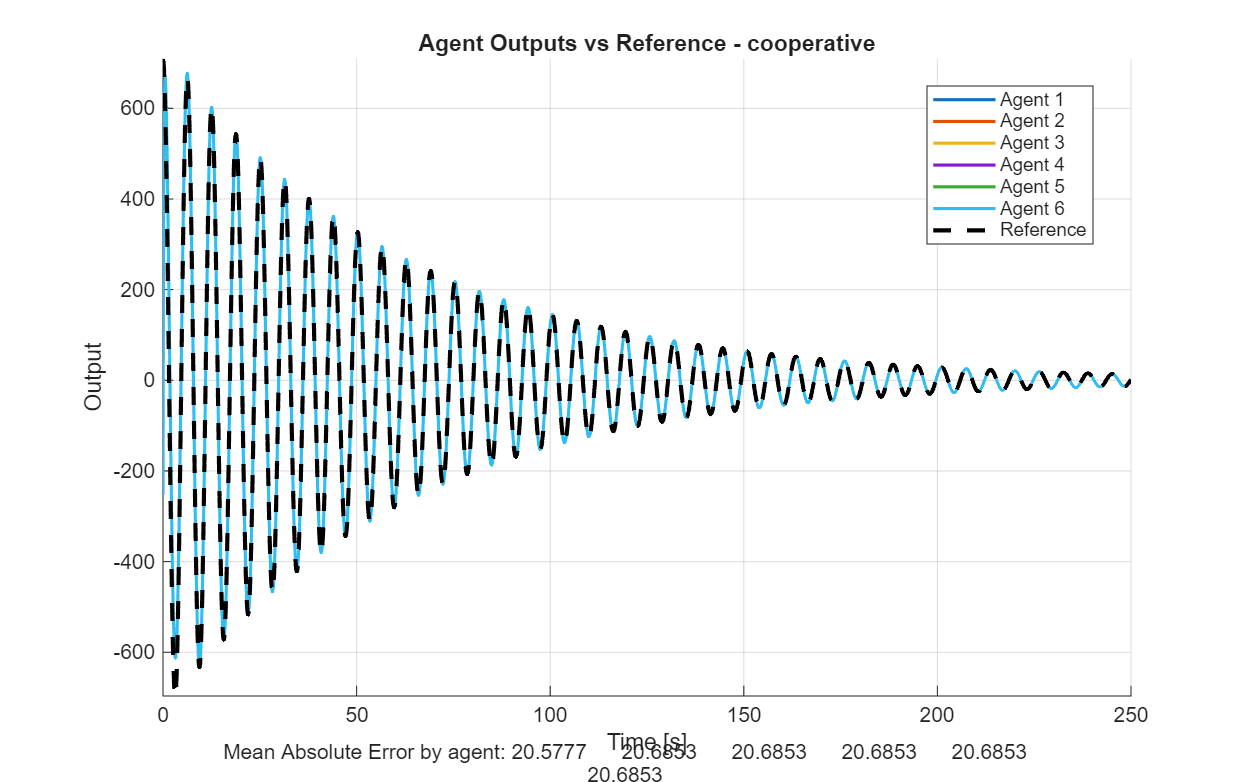 Agent Outputs vs Reference - cooperative
600
400
200
0
-200
-400
-600
Output
Agent 1
Agent 2
Agent 3
Agent 4
Agent 5
Agent 6
Reference
0 50 100 150 200 250
Time [s]
Mean Absolute Error by agent: 20.5777 20.6853 20.6853 20.6853 20.6853
20.6853